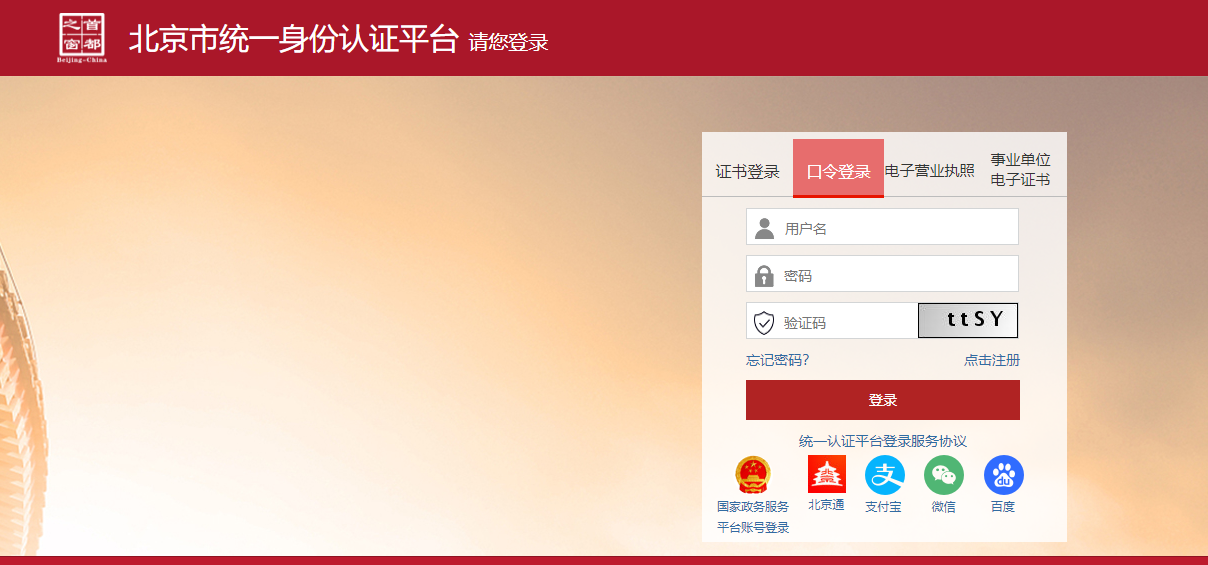 首都之窗
Beijing-China
北京市统一身份认证平台 请您登录
证书登录
口令登录
电子营业执照
事业单位
电子证书
用户名
密码
验证码
ttSY
忘记密码?
点击注册
登录
统一认证平台登录服务协议
du
国家政务服务
平台账号登录
北京通
支付宝
微信
百度